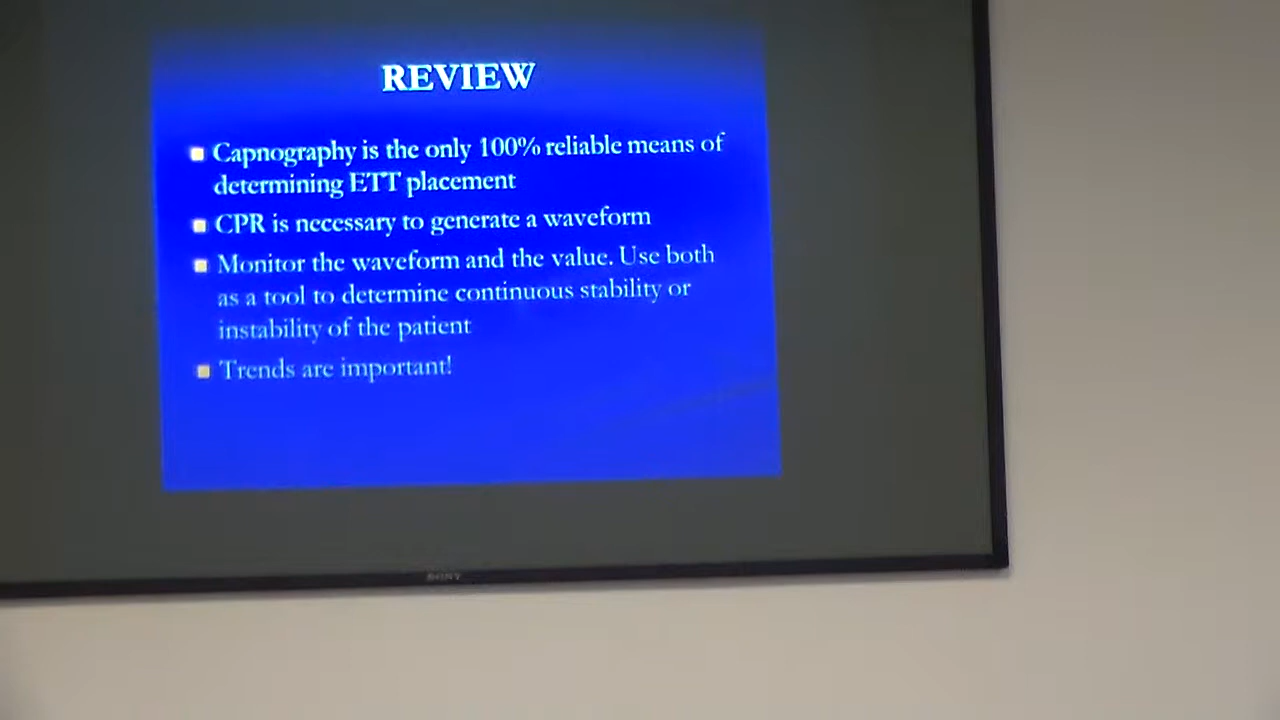 REVIEW
Capnography is the only 100% reliable means of
determining ETT placement
CPR is necessary to generate a waveform
Monitor the waveform and the value. Use both
as a tool to determine continuous stability or
instability of the patient
Trends are important!
SONY